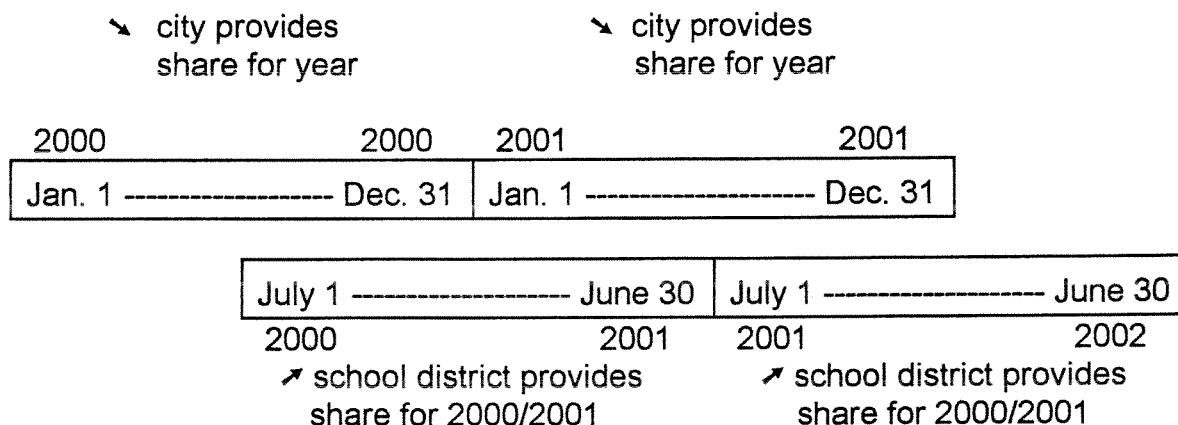 ➘ city provides ➘ city provides
share for year share for year
2000 2000 2001 2001
Jan. 1 ------------------- Dec. 31 Jan. 1 --------------------- Dec. 31
July 1 -------------------- June 30 July 1 -------------------- June 30
2000 2001 2001 2002
➚ school district provides ➚ school district provides
share for 2000/2001 share for 2000/2001